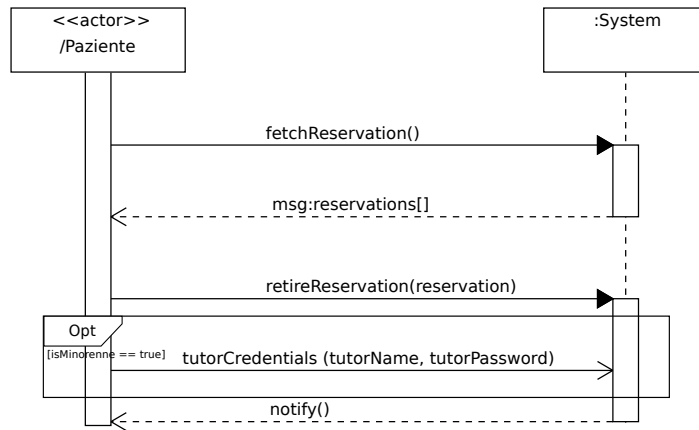 <<actor>>
/Paziente
:System
fetchReservation()
msg:reservations[]
retireReservation(reservation)
Opt
[isMinorenne == true]
tutorCredentials (tutorName, tutorPassword)
notify()